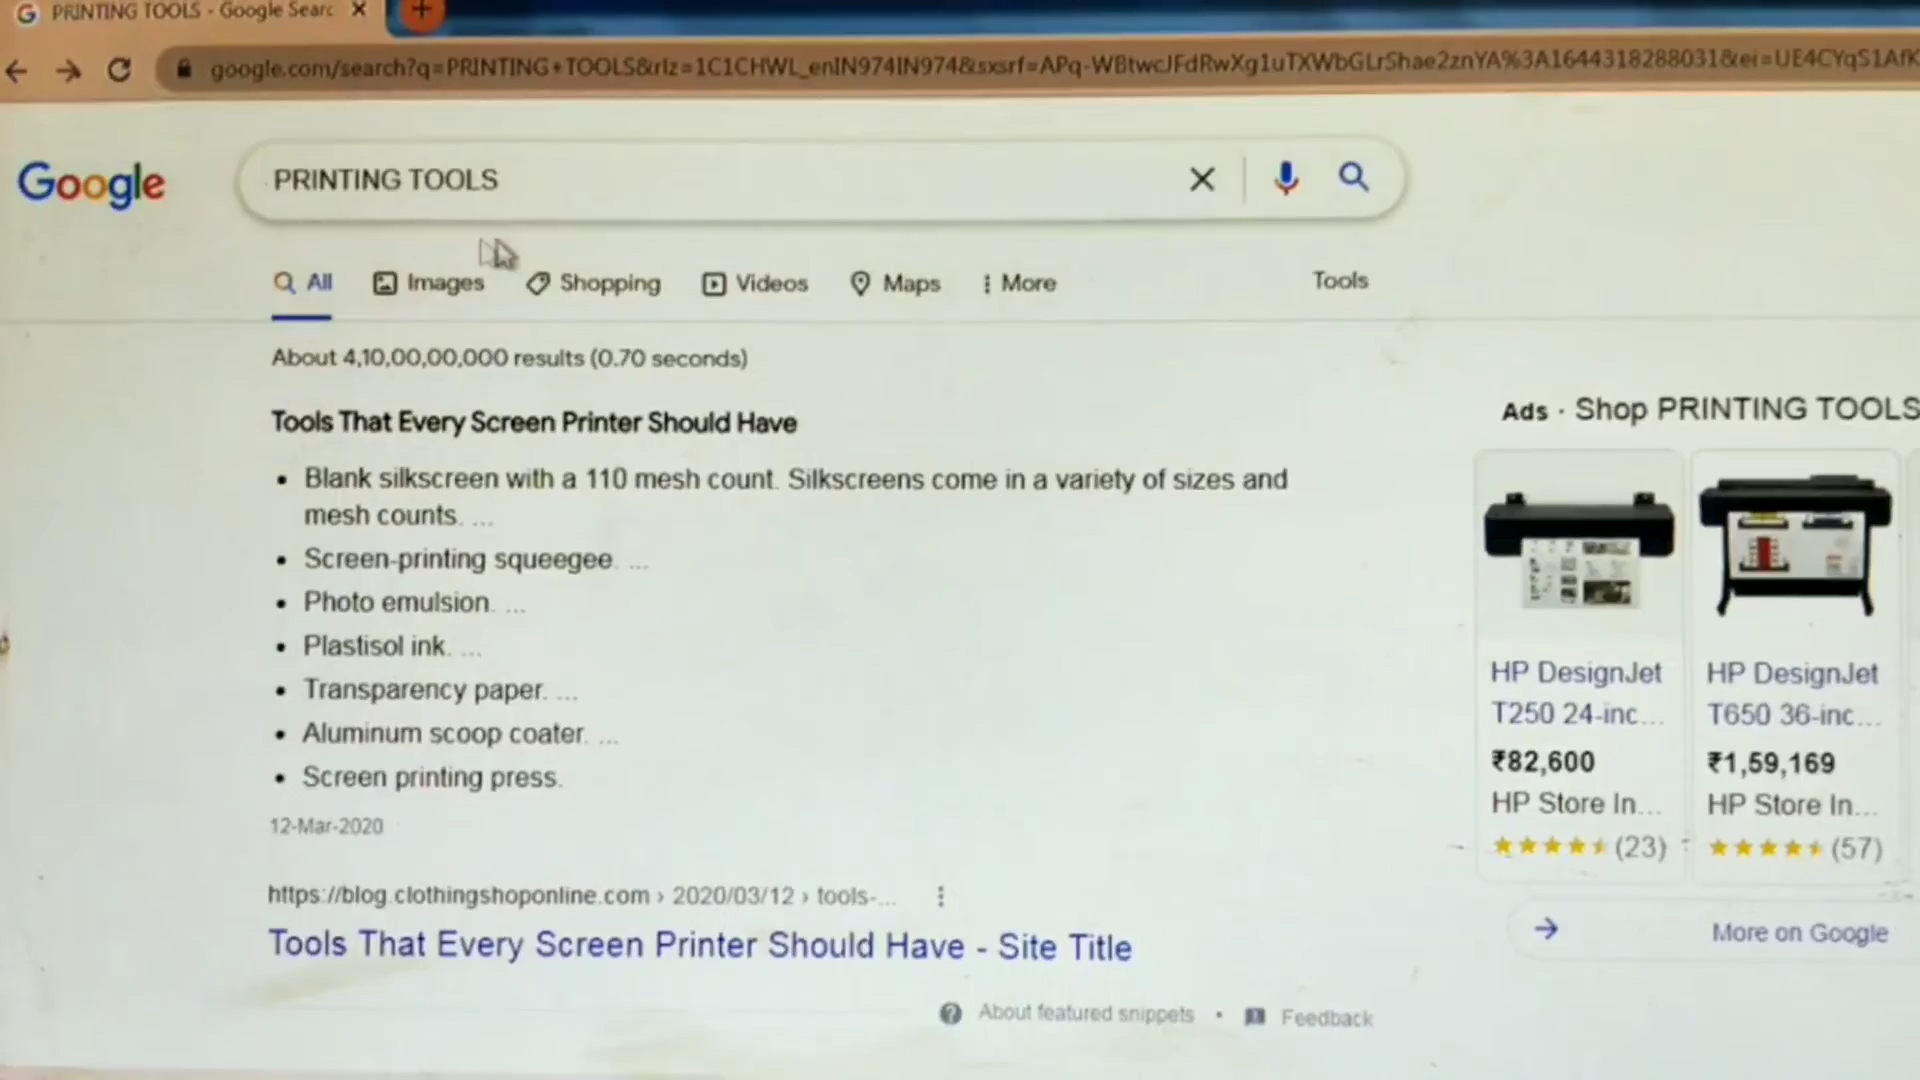 PRINTING TOOLS - Google Searc
google.com/search?q=PRINTING+TOOLS&rlz=1C1CHWL_enIN974IN974&sxsrf=APq-WBtwcJFdRwXg1uTXWbGLrShae2znYA%3A1644318288031&ei=UE4CYqS1AfK
Google
PRINTING TOOLS
All Images Shopping Videos Maps More Tools
About 4,10,00,00,000 results (0.70 seconds)
Tools That Every Screen Printer Should Have
• Blank silkscreen with a 110 mesh count. Silkscreens come in a variety of sizes and
mesh counts. ...
• Screen-printing squeegee. ...
• Photo emulsion. ...
• Plastisol ink. ...
• Transparency paper. ...
• Aluminum scoop coater. ...
• Screen printing press.
12-Mar-2020
https://blog.clothingshoponline.com › 2020/03/12 › tools-...
Tools That Every Screen Printer Should Have - Site Title
About featured snippets • Feedback
Ads · Shop PRINTING TOOLS
HP DesignJet
T250 24-inc...
₹82,600
HP Store In...
(23)
HP DesignJet
T650 36-inc...
₹1,59,169
HP Store In...
(57)
More on Google